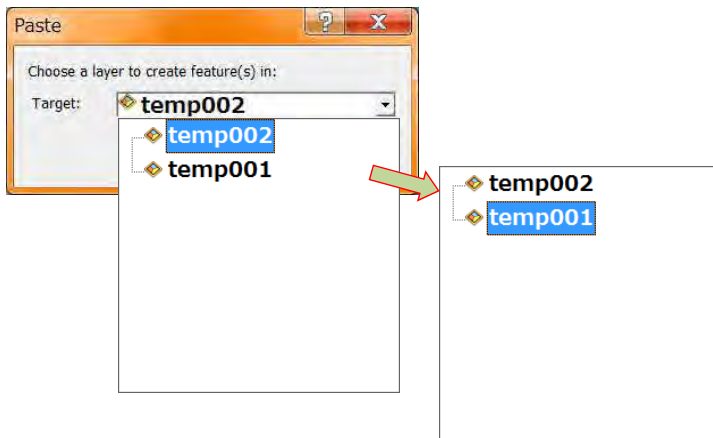 Paste
Choose a layer to create feature(s) in:
Target: temp002
temp002
temp001
temp002
temp001